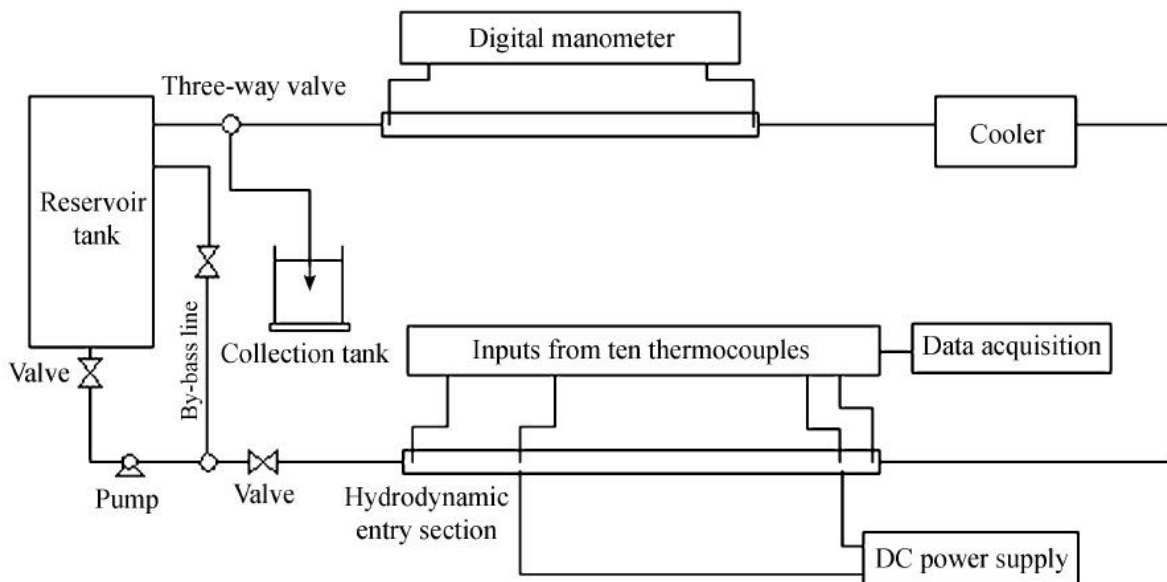 Digital manometer
Three-way valve
Cooler
Reservoir
tank
By-bass line
Collection tank
Inputs from ten thermocouples
Data acquisition
Valve
Pump
Valve
Hydrodynamic
entry section
DC power supply